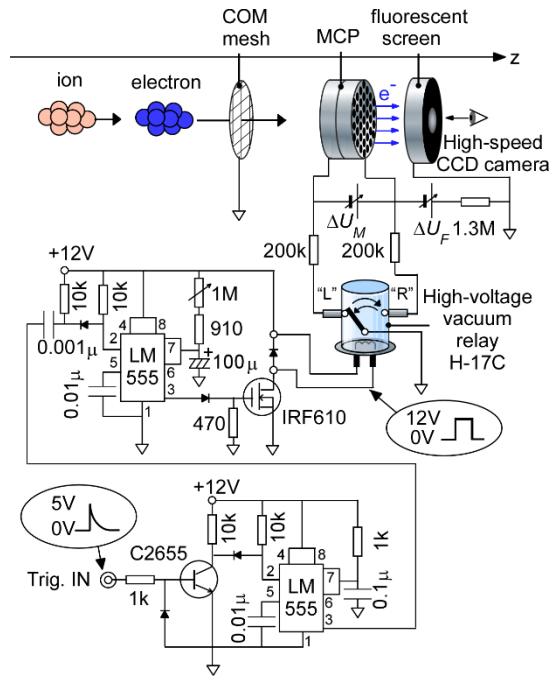 COM
mesh
MCP
fluorescent
screen
z
ion
electron
e⁻
High-speed
CCD camera
ΔU_M
ΔU_F 1.3M
200k
200k
"L"
"R"
High-voltage
vacuum
relay
H-17C
+12V
10k
10k
1M
910
0.001μ
4
8
2
LM
555
7
+
100μ
5
6
3
0.01μ
1
470
IRF610
12V
0V
+12V
5V
0V
10k
10k
1k
C2655
Trig. IN
1k
4
8
2
LM
555
7
5
6
3
0.01μ
0.1μ
1